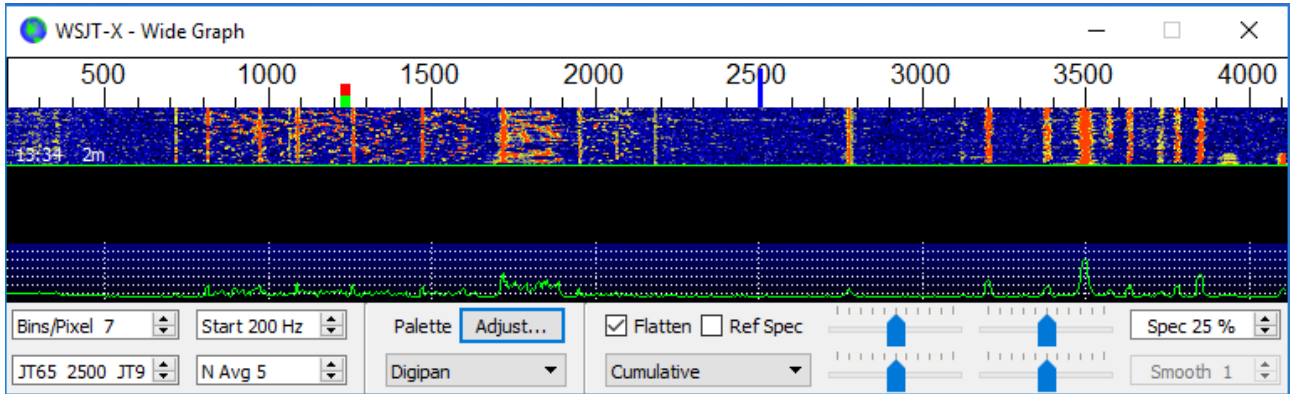 WSJT-X - Wide Graph
500 1000 1500 2000 2500 3000 3500 4000
13:34 2m
Bins/Pixel 7 Start 200 Hz Palette Adjust... Flatten Ref Spec Spec 25 %
JT65 2500 JT9 N Avg 5 Digipan Cumulative Smooth 1